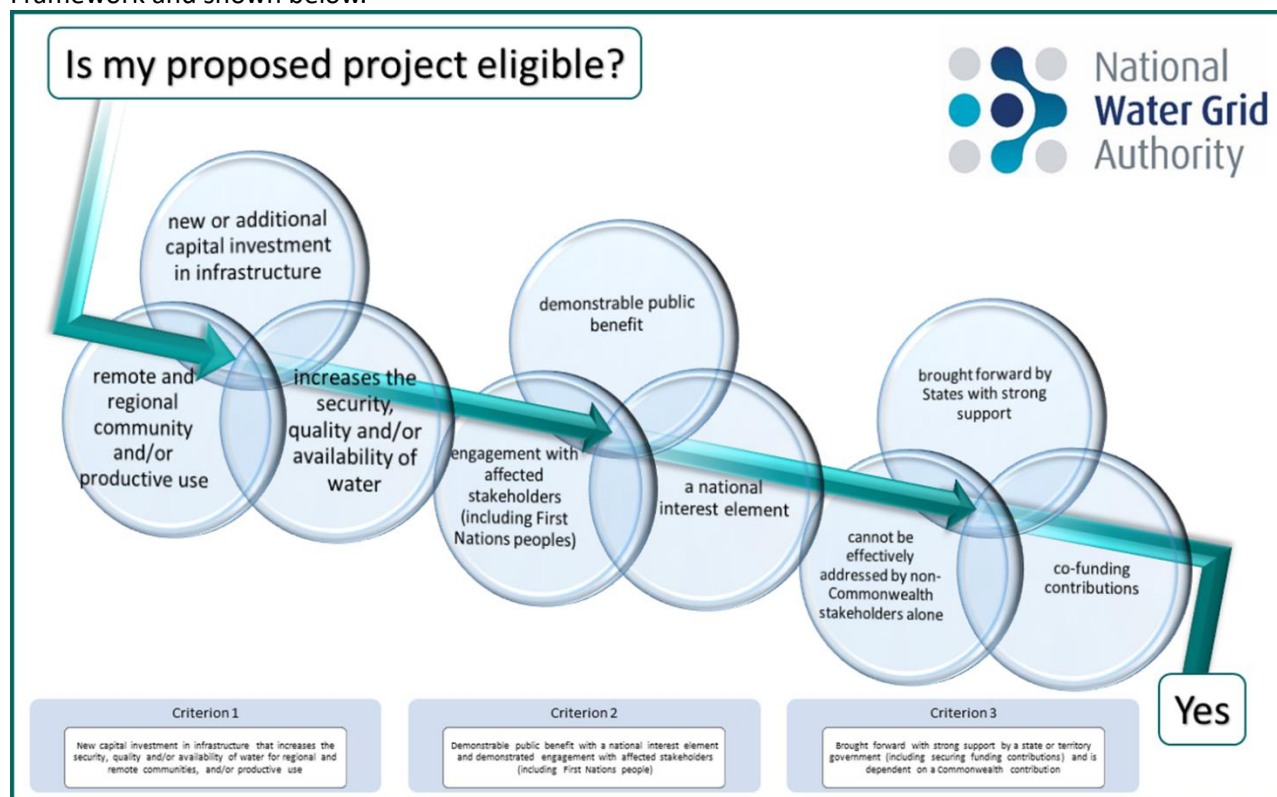 Framework and shown below.
Is my proposed project eligible?
National
Water Grid
Authority
new or additional
capital investment
in infrastructure
remote and
regional
community
and/or
productive use
increases the
security,
quality and/or
availability of
water
demonstrable public
benefit
engagement with
affected
stakeholders
(including First
Nations peoples)
a national
interest element
brought forward by
States with strong
support
cannot be
effectively
addressed by non-
Commonwealth
stakeholders alone
co-funding
contributions
Yes
Criterion 1
New capital investment in infrastructure that increases the
security, quality and/or availability of water for regional and
remote communities, and/or productive use
Criterion 2
Demonstrable public benefit with a national interest element
and demonstrated engagement with affected stakeholders
(including First Nations people)
Criterion 3
Brought forward with strong support by a state or territory
government (including securing funding contributions) and is
dependent on a Commonwealth contribution